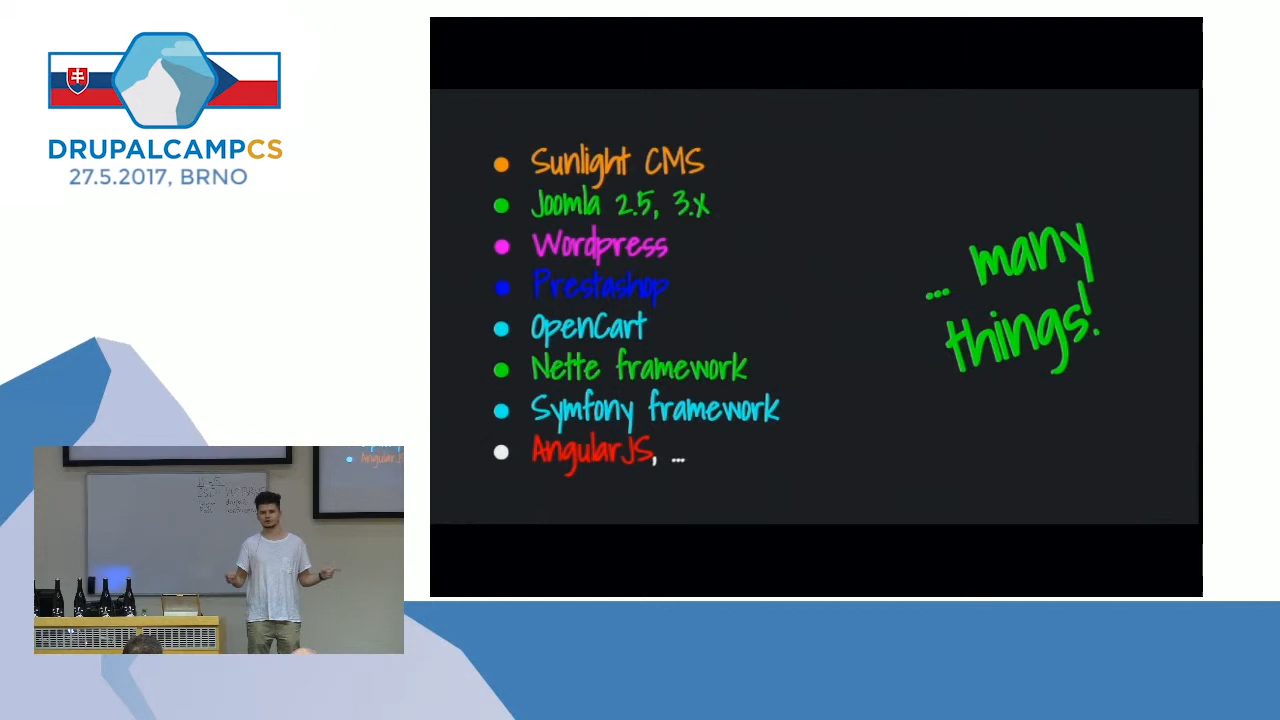 DRUPALCAMPCS
27.5.2017, BRNO
Sunlight CMS
Joomla 2.5, 3.x
Wordpress
Prestashop
OpenCart
Nette framework
Symfony framework
AngularJS, ...
... many
things!
AngularJS